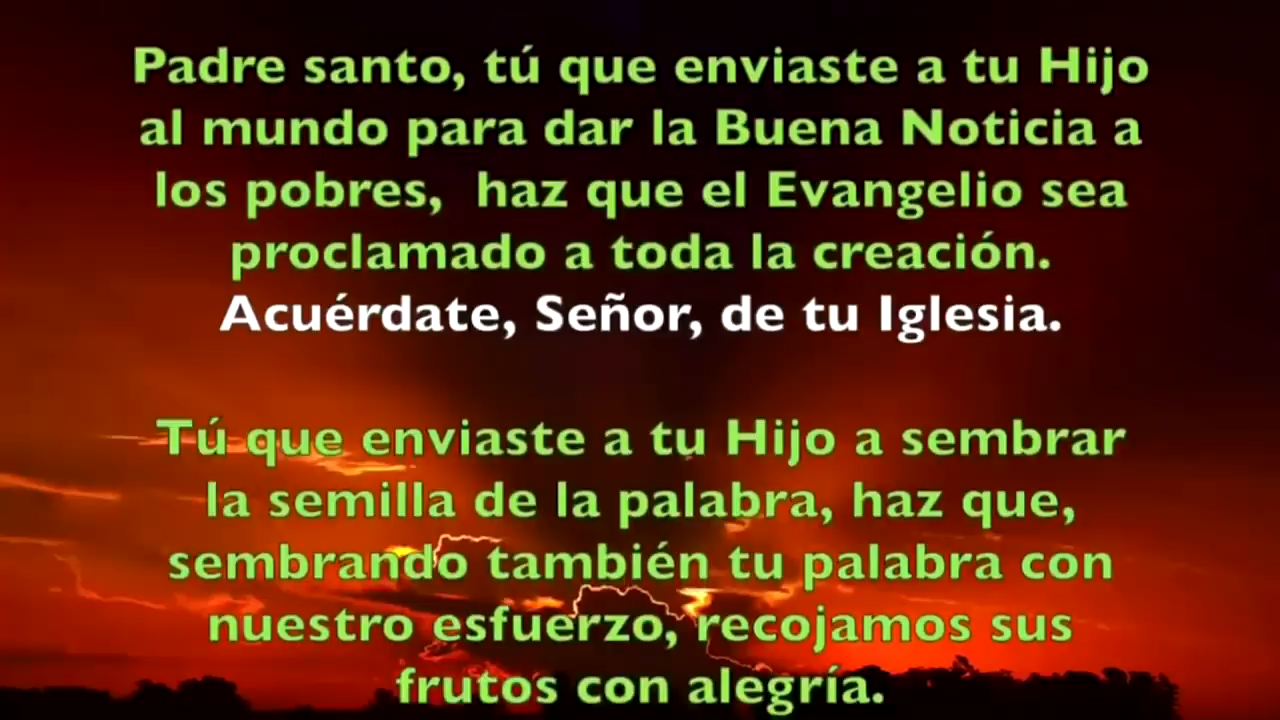 Padre santo, tú que enviaste a tu Hijo
al mundo para dar la Buena Noticia a
los pobres,  haz que el Evangelio sea
proclamado a toda la creación.
Acuérdate, Señor, de tu Iglesia.
Tú que enviaste a tu Hijo a sembrar
la semilla de la palabra, haz que,
sembrando también tu palabra con
nuestro esfuerzo, recojamos sus
frutos con alegría.